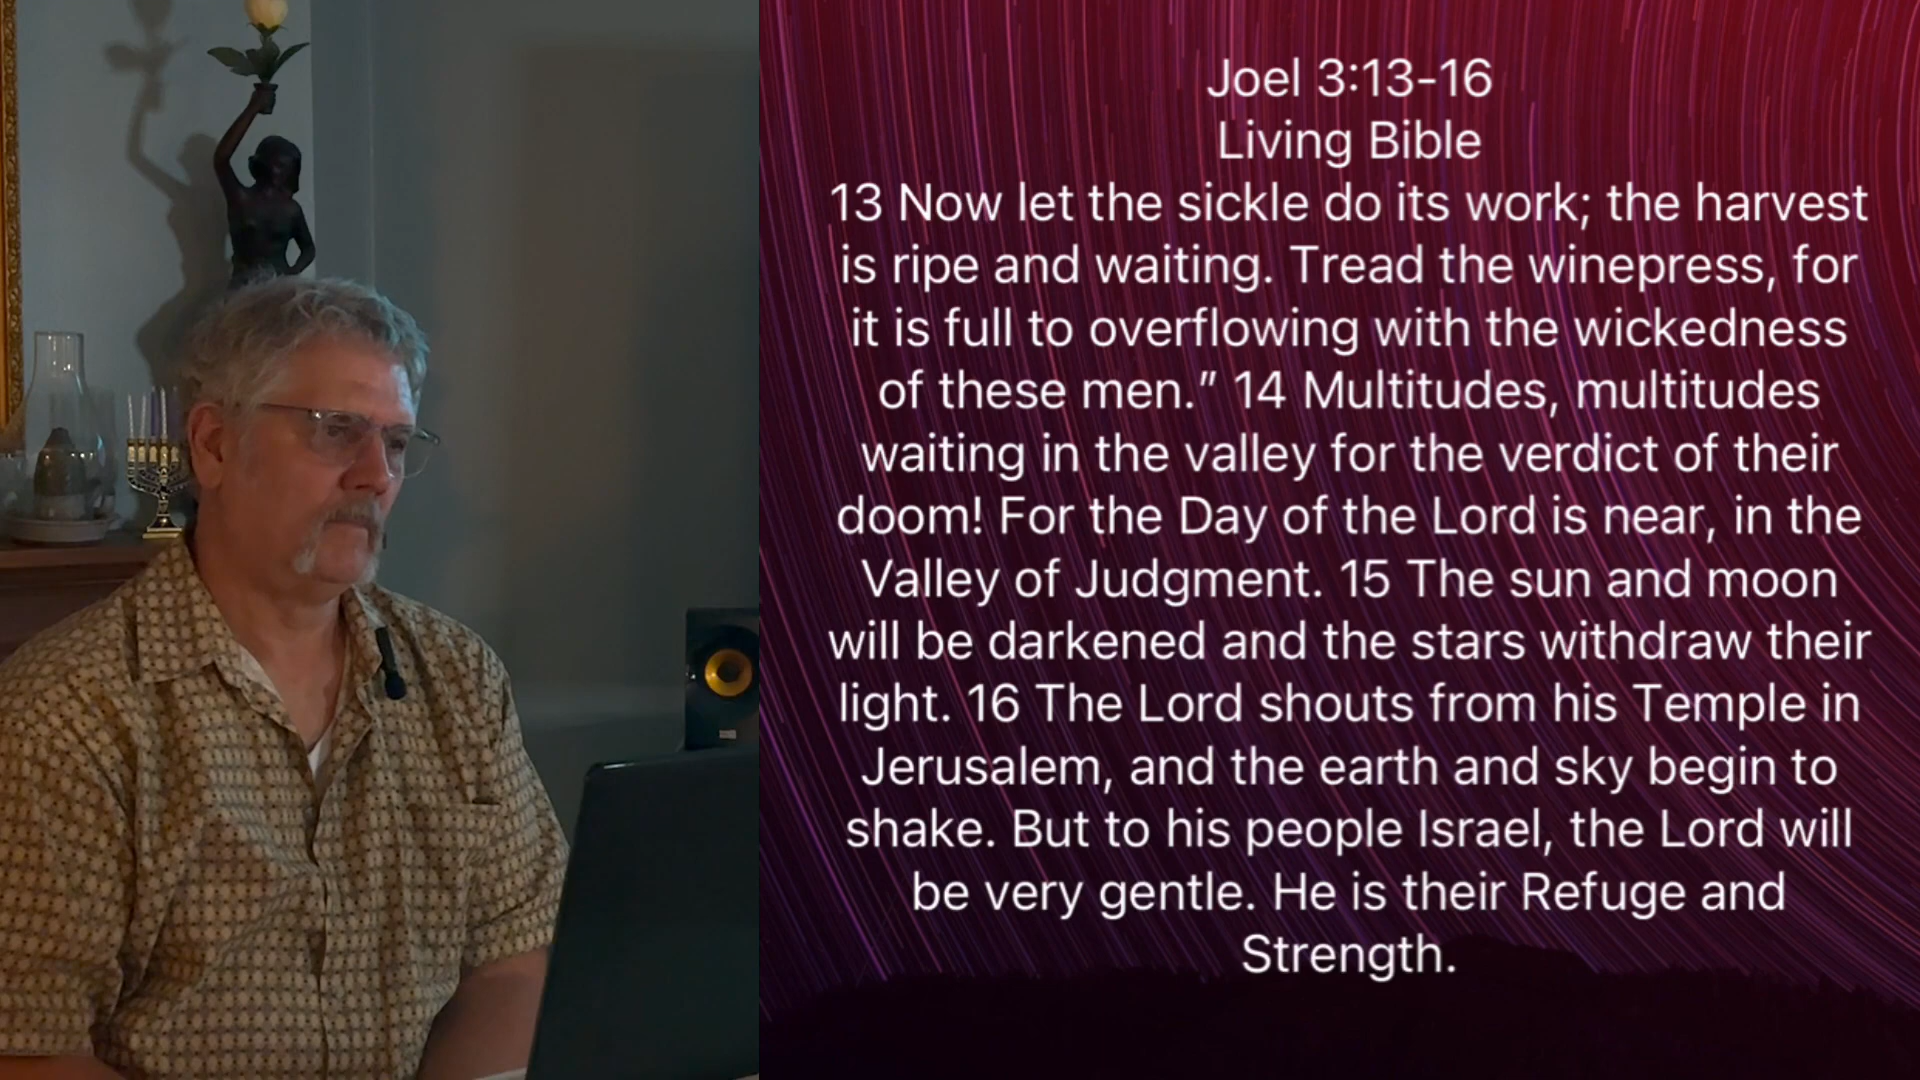 Joel 3:13-16
Living Bible
13 Now let the sickle do its work; the harvest
is ripe and waiting. Tread the winepress, for
it is full to overflowing with the wickedness
of these men.” 14 Multitudes, multitudes
waiting in the valley for the verdict of their
doom! For the Day of the Lord is near, in the
Valley of Judgment. 15 The sun and moon
will be darkened and the stars withdraw their
light. 16 The Lord shouts from his Temple in
Jerusalem, and the earth and sky begin to
shake. But to his people Israel, the Lord will
be very gentle. He is their Refuge and
Strength.